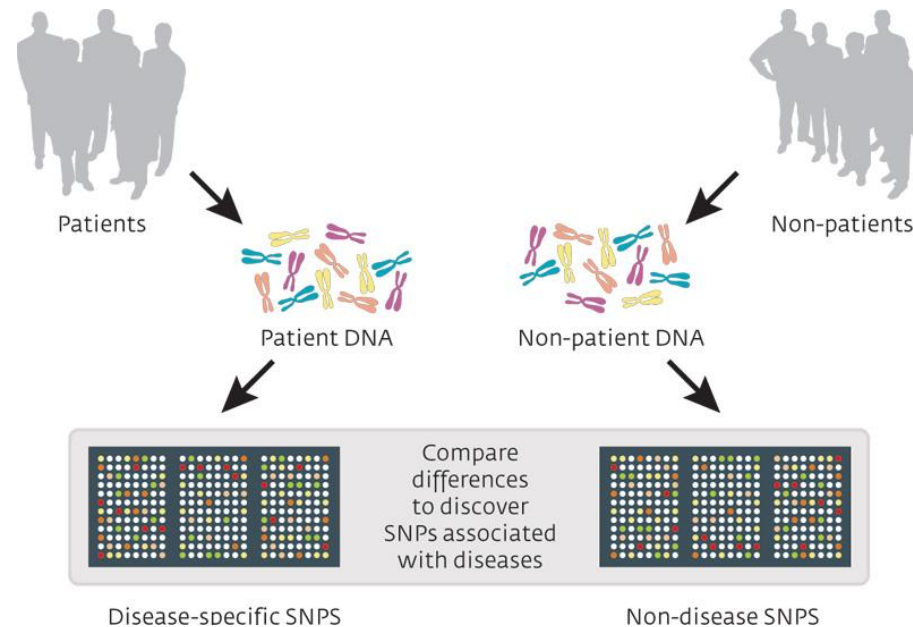 Patients
Non-patients
Patient DNA
Non-patient DNA
Compare
differences
to discover
SNPs associated
with diseases
Disease-specific SNPS
Non-disease SNPS